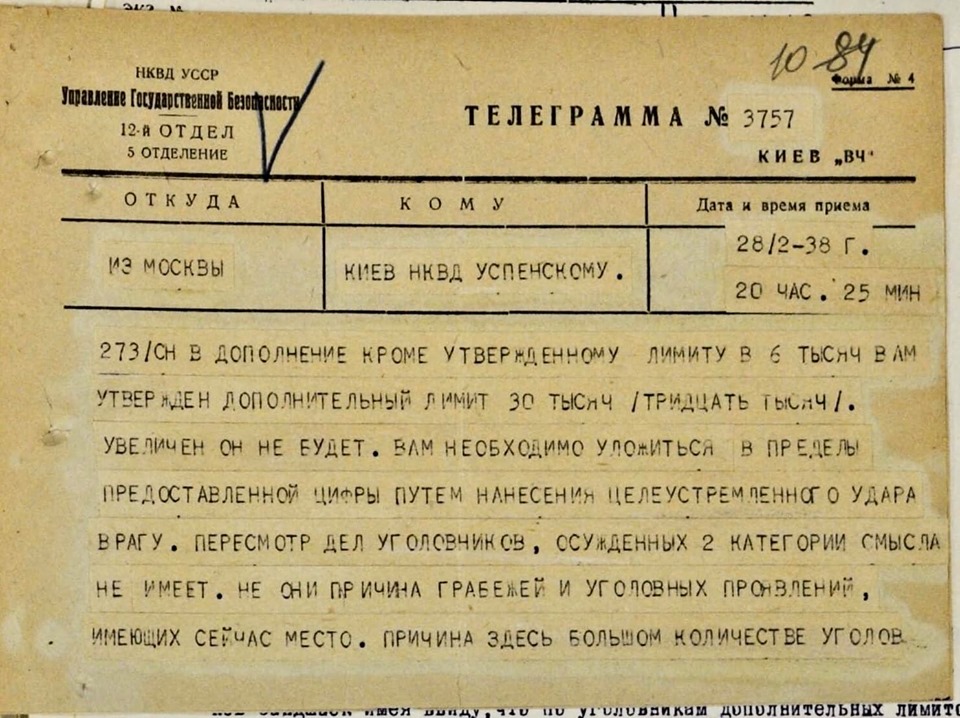 ЭКЗ №
10 84
НКВД УССР
Управление Государственной Безопасности
12-й ОТДЕЛ
5 ОТДЕЛЕНИЕ
Форма № 4
ТЕЛЕГРАММА № 3757
КИЕВ „ВЧ"
ОТКУДА КОМУ Дата и время приема
ИЗ МОСКВЫ КИЕВ НКВД УСПЕНСКОМУ. 28/2-38 Г.
20 ЧАС. 25 МИН
273/СН В ДОПОЛНЕНИЕ КРОМЕ УТВЕРЖДЕННОМУ ЛИМИТУ В 6 ТЫСЯЧ ВАМ
УТВЕРЖДЕН ДОПОЛНИТЕЛЬНЫЙ ЛИМИТ 30 ТЫСЯЧ /ТРИДЦАТЬ ТЫСЯЧ/.
УВЕЛИЧЕН ОН НЕ БУДЕТ. ВАМ НЕОБХОДИМО УЛОЖИТЬСЯ В ПРЕДЕЛЫ
ПРЕДОСТАВЛЕННОЙ ЦИФРЫ ПУТЕМ НАНЕСЕНИЯ ЦЕЛЕУСТРЕМЛЕННОГО УДАРА
ВРАГУ. ПЕРЕСМОТР ДЕЛ УГОЛОВНИКОВ, ОСУЖДЕННЫХ 2 КАТЕГОРИИ СМЫСЛА
НЕ ИМЕЕТ. НЕ ОНИ ПРИЧИНА ГРАБЕЖЕЙ И УГОЛОВНЫХ ПРОЯВЛЕНИЙ,
ИМЕЮЩИХ СЕЙЧАС МЕСТО. ПРИЧИНА ЗДЕСЬ БОЛЬШОМ КОЛИЧЕСТВЕ УГОЛОВ
имея ввиду, что по уголовникам дополнительных лимито